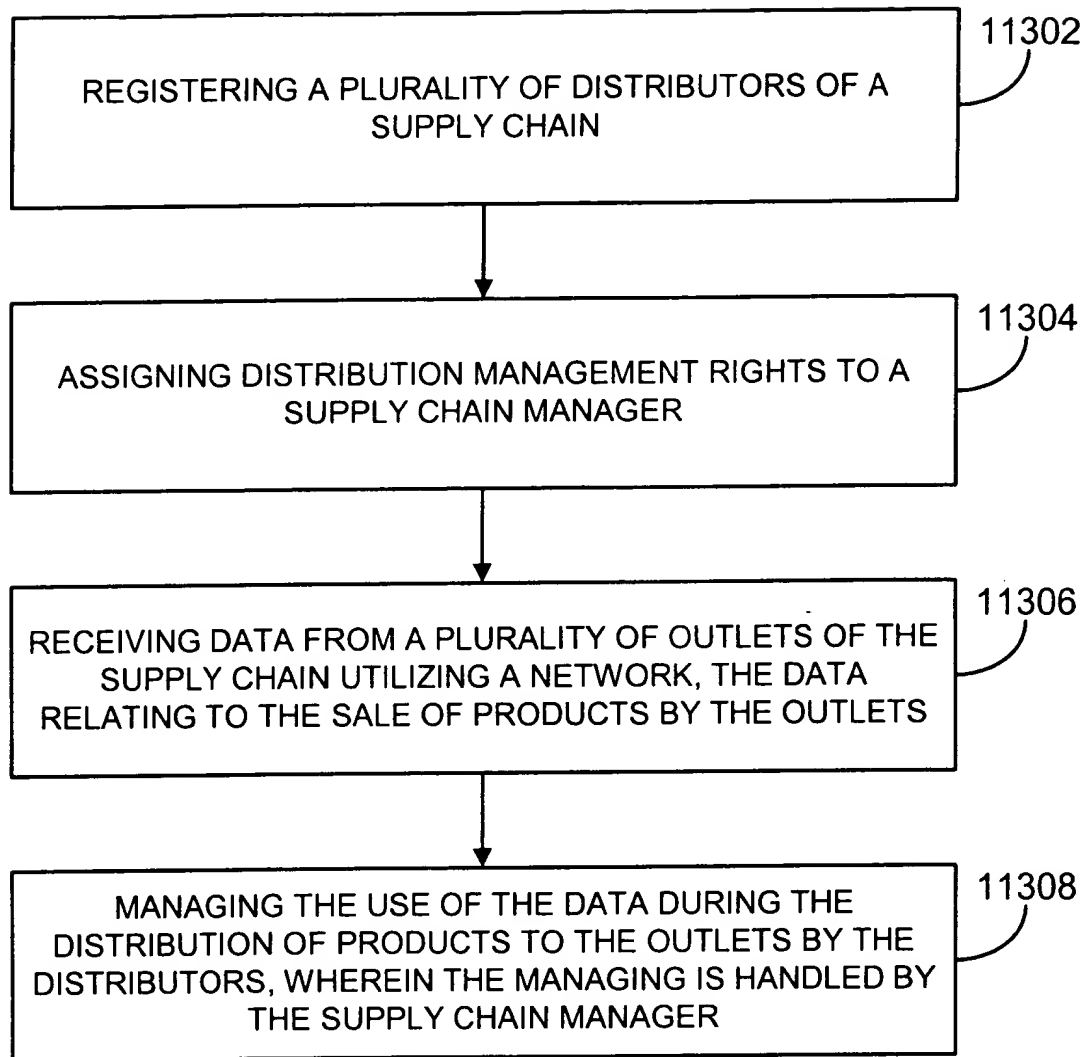 11302
REGISTERING A PLURALITY OF DISTRIBUTORS OF A
SUPPLY CHAIN
11304
ASSIGNING DISTRIBUTION MANAGEMENT RIGHTS TO A
SUPPLY CHAIN MANAGER
11306
RECEIVING DATA FROM A PLURALITY OF OUTLETS OF THE
SUPPLY CHAIN UTILIZING A NETWORK, THE DATA
RELATING TO THE SALE OF PRODUCTS BY THE OUTLETS
11308
MANAGING THE USE OF THE DATA DURING THE
DISTRIBUTION OF PRODUCTS TO THE OUTLETS BY THE
DISTRIBUTORS, WHEREIN THE MANAGING IS HANDLED BY
THE SUPPLY CHAIN MANAGER